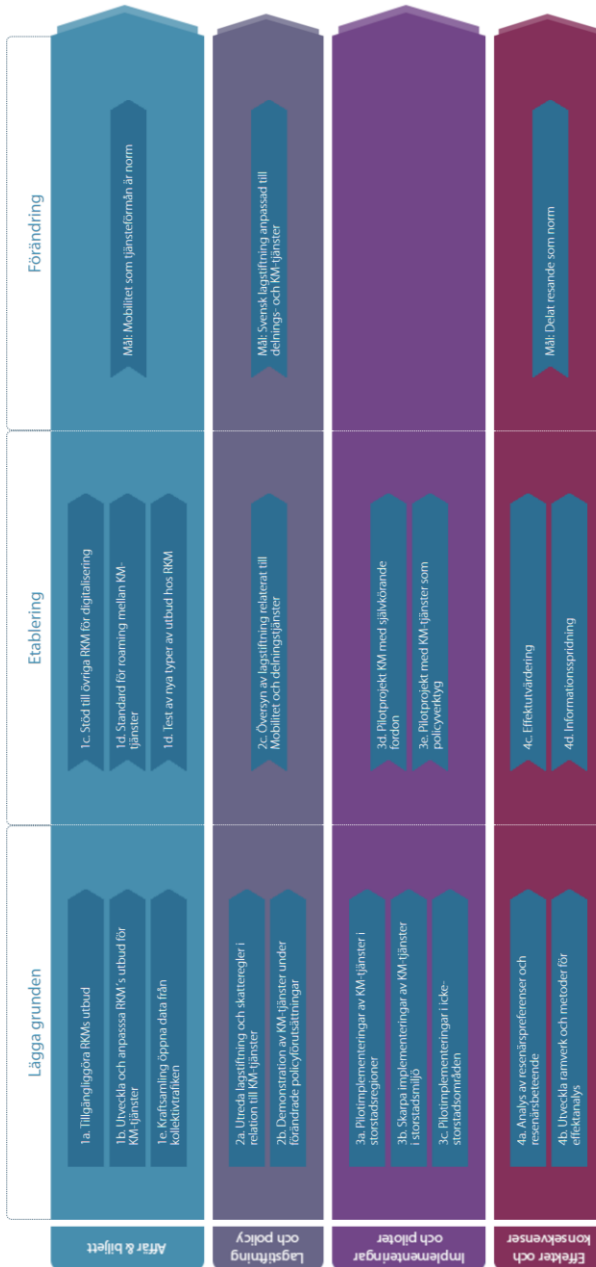 Lägga grunden
Etablering
Förändring
Affär & biljett
1a. Tillgängliggöra RKMs utbud
1b. Utveckla och anpasssa RKM's utbud för
KM-tjänster
1e. Kraftsamling öppna data från
kollektivtrafiken
1c. Stöd till övriga RKM för digitalisering
1d. Standard för roaming mellan KM-
tjänster
1d. Test av nya typer av utbud hos RKM
Mål: Mobilitet som tjänsteförmån är norm
Lagstiftning
och policy
2a. Utreda lagstiftning och skatteregler i
relation till KM-tjänster
2b. Demonstration av KM-tjänster under
förändrade policyförutsättningar
2c. Översyn av lagstiftning relaterat till
Mobilitet och delningstjänster
Mål: Svensk lagstiftning anpassad till
delnings- och KM-tjänster
Implementeringar
och piloter
3a. Pilotimplementeringar av KM-tjänster i
storstadsregioner
3b. Skarpa implementeringar av KM-tjänster
i storstadsmiljö
3c. Pilotimplementeringar i icke-
storstadsområden
3d. Pilotprojekt KM med självkörande
fordon
3e. Pilotprojekt med KM-tjänster som
policyverktyg
Effekter och
konsekvenser
4a. Analys av resenärspreferenser och
resenärsbeteende
4b. Utveckla ramverk och metoder för
effektanalys
4c. Effektutvärdering
4d. Informationsspridning
Mål: Delat resande som norm